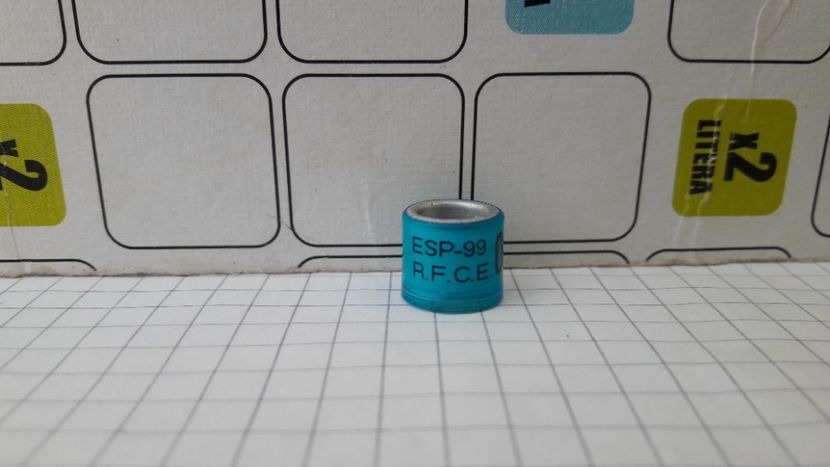 ESP-99
R.F.C.E.
x2
LITERA
x2